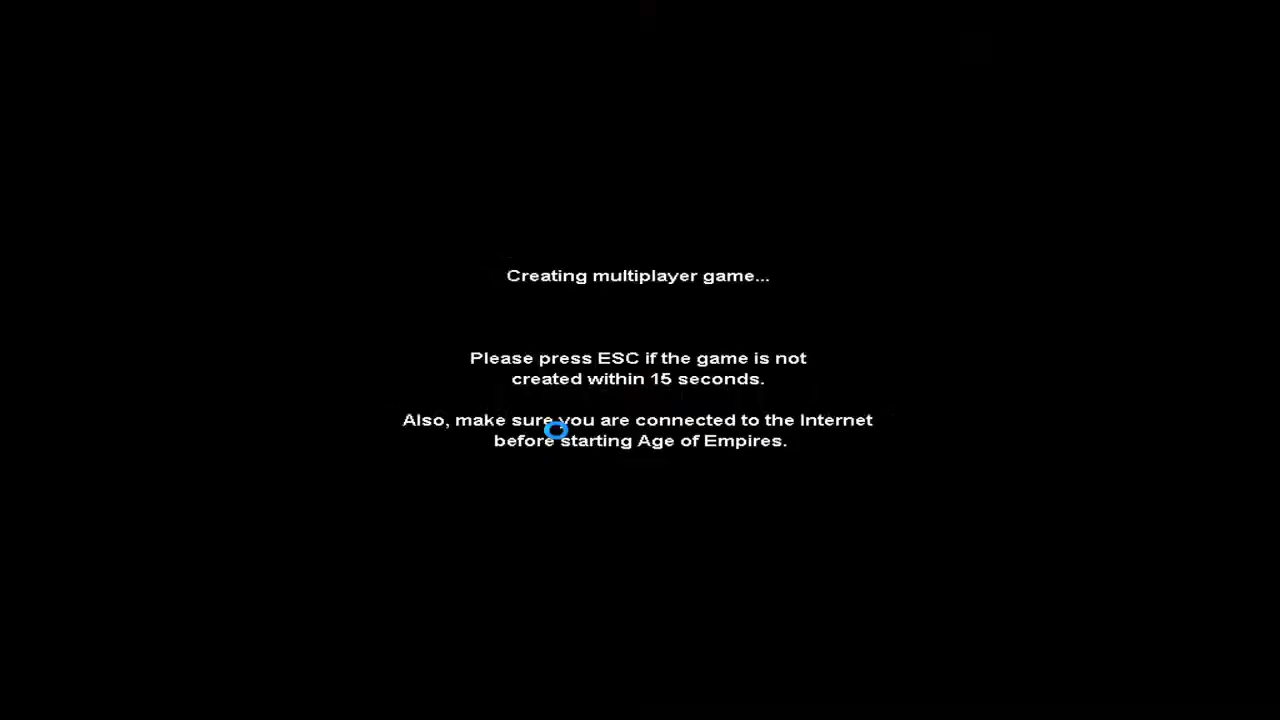 Creating multiplayer game...
Please press ESC if the game is not
created within 15 seconds.
Also, make sure you are connected to the Internet
before starting Age of Empires.